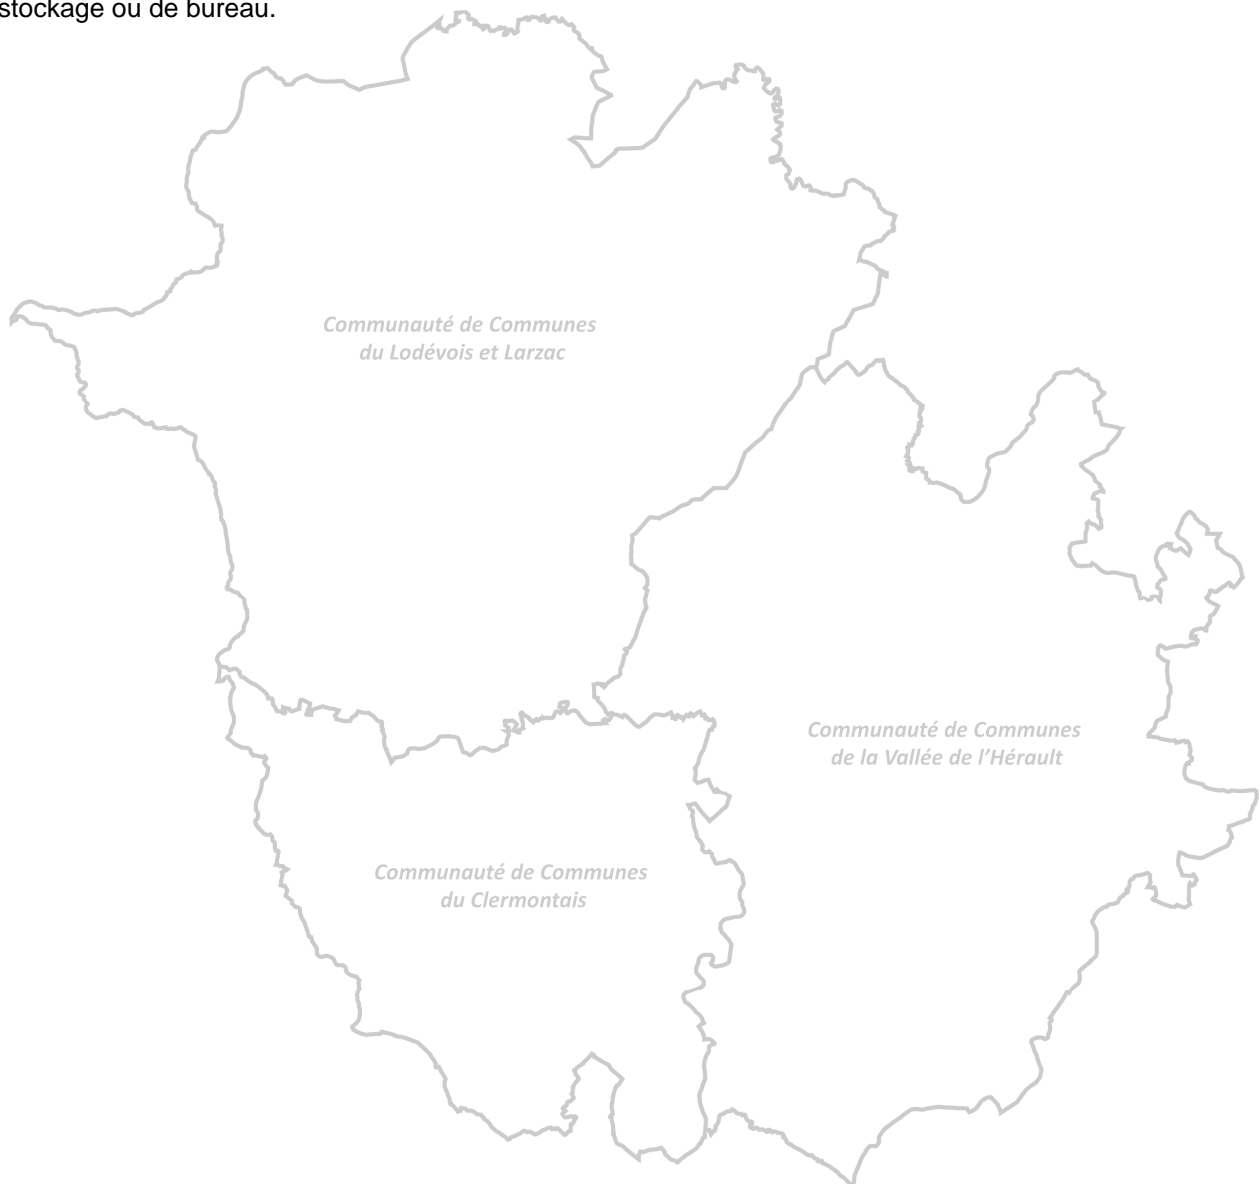 stockage ou de bureau.
Communauté de Communes
du Lodévois et Larzac
Communauté de Communes
de la Vallée de l’Hérault
Communauté de Communes
du Clermontais